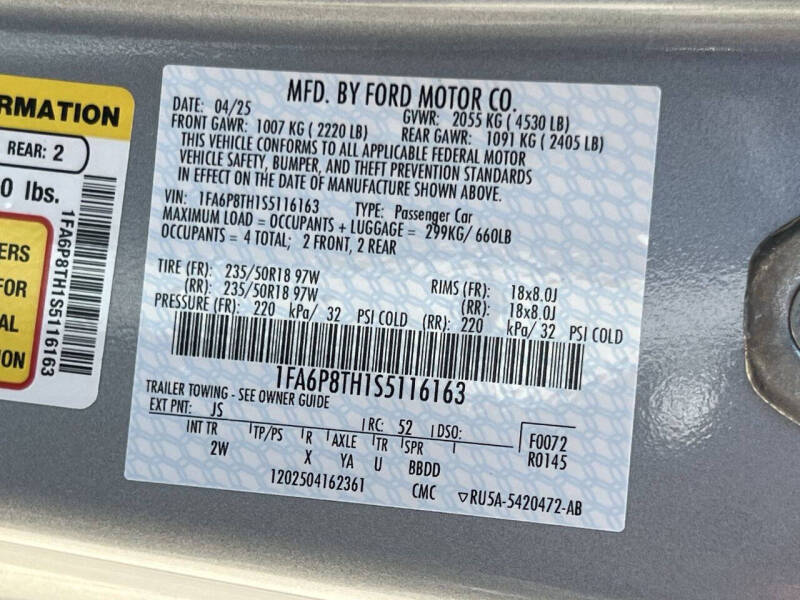 RMATION
REAR: 2
0 lbs.
ERS
FOR
AL
ION
1FA6P8TH1S5116163
MFD. BY FORD MOTOR CO.
DATE: 04/25 GVWR: 2055 KG ( 4530 LB)
FRONT GAWR: 1007 KG ( 2220 LB) REAR GAWR: 1091 KG ( 2405 LB)
THIS VEHICLE CONFORMS TO ALL APPLICABLE FEDERAL MOTOR
VEHICLE SAFETY, BUMPER, AND THEFT PREVENTION STANDARDS
IN EFFECT ON THE DATE OF MANUFACTURE SHOWN ABOVE.
VIN: 1FA6P8TH1S5116163 TYPE: Passenger Car
MAXIMUM LOAD = OCCUPANTS + LUGGAGE = 299KG/ 660LB
OCCUPANTS = 4 TOTAL; 2 FRONT, 2 REAR
TIRE (FR): 235/50R18 97W RIMS (FR): 18x8.0J
(RR): 235/50R18 97W (RR): 18x8.0J
PRESSURE (FR): 220 kPa/ 32 PSI COLD (RR): 220 kPa/ 32 PSI COLD
1FA6P8TH1S5116163
TRAILER TOWING - SEE OWNER GUIDE
EXT PNT: JS RC: 52 DSO: F0072
INT TR TP/PS R AXLE TR SPR R0145
2W X YA U BBDD
1202504162361 CMC ▽RU5A-5420472-AB